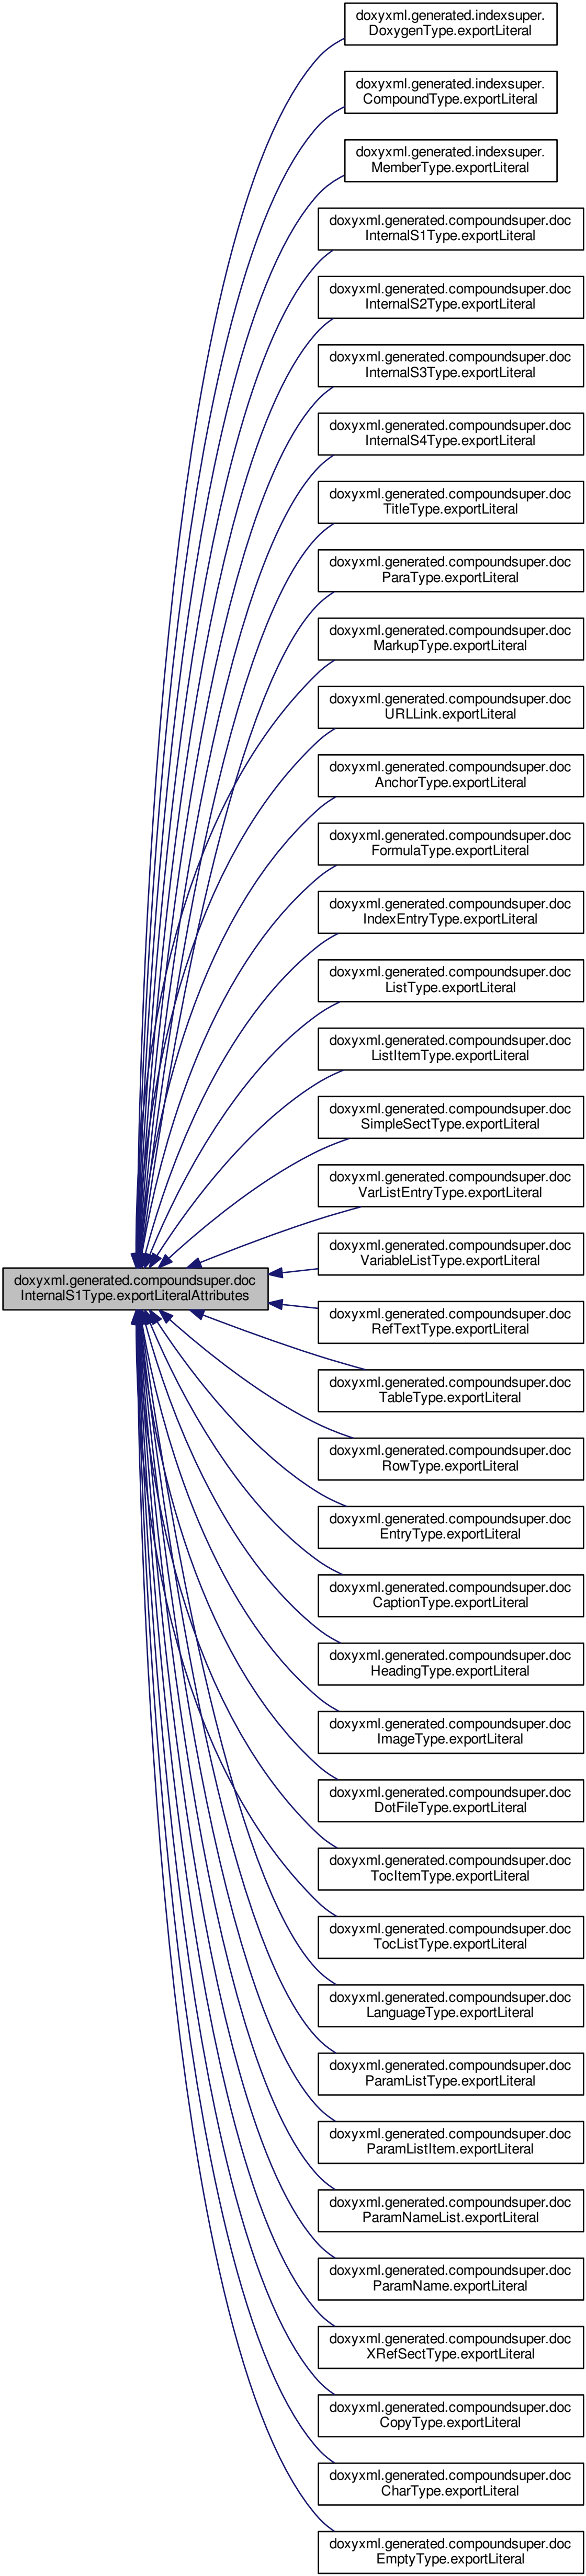 doxyxml.generated.indexsuper.
DoxygenType.exportLiteral
doxyxml.generated.indexsuper.
CompoundType.exportLiteral
doxyxml.generated.indexsuper.
MemberType.exportLiteral
doxyxml.generated.compoundsuper.doc
InternalS1Type.exportLiteral
doxyxml.generated.compoundsuper.doc
InternalS2Type.exportLiteral
doxyxml.generated.compoundsuper.doc
InternalS3Type.exportLiteral
doxyxml.generated.compoundsuper.doc
InternalS4Type.exportLiteral
doxyxml.generated.compoundsuper.doc
TitleType.exportLiteral
doxyxml.generated.compoundsuper.doc
ParaType.exportLiteral
doxyxml.generated.compoundsuper.doc
MarkupType.exportLiteral
doxyxml.generated.compoundsuper.doc
URLLink.exportLiteral
doxyxml.generated.compoundsuper.doc
AnchorType.exportLiteral
doxyxml.generated.compoundsuper.doc
FormulaType.exportLiteral
doxyxml.generated.compoundsuper.doc
IndexEntryType.exportLiteral
doxyxml.generated.compoundsuper.doc
ListType.exportLiteral
doxyxml.generated.compoundsuper.doc
ListItemType.exportLiteral
doxyxml.generated.compoundsuper.doc
SimpleSectType.exportLiteral
doxyxml.generated.compoundsuper.doc
VarListEntryType.exportLiteral
doxyxml.generated.compoundsuper.doc
VariableListType.exportLiteral
doxyxml.generated.compoundsuper.doc
InternalS1Type.exportLiteralAttributes
doxyxml.generated.compoundsuper.doc
RefTextType.exportLiteral
doxyxml.generated.compoundsuper.doc
TableType.exportLiteral
doxyxml.generated.compoundsuper.doc
RowType.exportLiteral
doxyxml.generated.compoundsuper.doc
EntryType.exportLiteral
doxyxml.generated.compoundsuper.doc
CaptionType.exportLiteral
doxyxml.generated.compoundsuper.doc
HeadingType.exportLiteral
doxyxml.generated.compoundsuper.doc
ImageType.exportLiteral
doxyxml.generated.compoundsuper.doc
DotFileType.exportLiteral
doxyxml.generated.compoundsuper.doc
TocItemType.exportLiteral
doxyxml.generated.compoundsuper.doc
TocListType.exportLiteral
doxyxml.generated.compoundsuper.doc
LanguageType.exportLiteral
doxyxml.generated.compoundsuper.doc
ParamListType.exportLiteral
doxyxml.generated.compoundsuper.doc
ParamListItem.exportLiteral
doxyxml.generated.compoundsuper.doc
ParamNameList.exportLiteral
doxyxml.generated.compoundsuper.doc
ParamName.exportLiteral
doxyxml.generated.compoundsuper.doc
XRefSectType.exportLiteral
doxyxml.generated.compoundsuper.doc
CopyType.exportLiteral
doxyxml.generated.compoundsuper.doc
CharType.exportLiteral
doxyxml.generated.compoundsuper.doc
EmptyType.exportLiteral